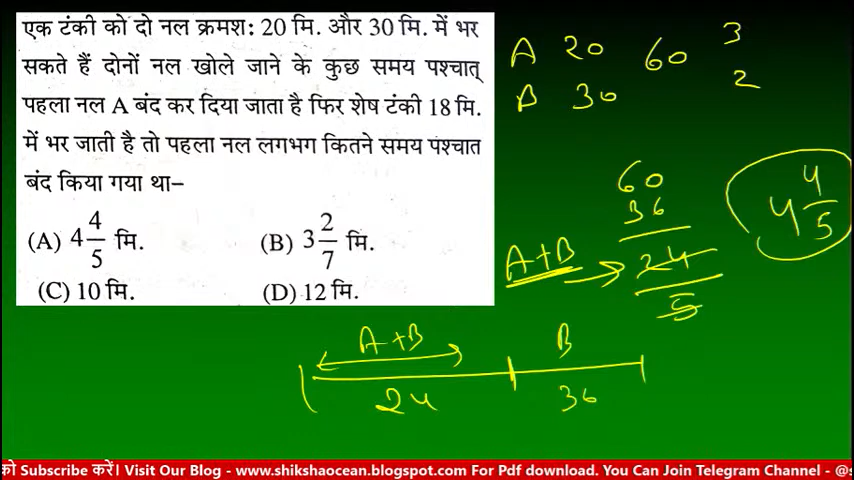 एक टंकी को दो नल क्रमश: 20 मि. और 30 मि. में भर
सकते हैं दोनों नल खोले जाने के कुछ समय पश्चात्
पहला नल A बंद कर दिया जाता है फिर शेष टंकी 18 मि.
में भर जाती है तो पहला नल लगभग कितने समय पश्चात
बंद किया गया था–
(A) 4 4/5 मि. (B) 3 2/7 मि.
(C) 10 मि. (D) 12 मि.
A 20 60 3
B 30 2
60
36
A+B → 24/5
4 4/5
A+B B
24 36
को Subscribe करें। Visit Our Blog - www.shikshaocean.blogspot.com For Pdf download. You Can Join Telegram Channel - @s